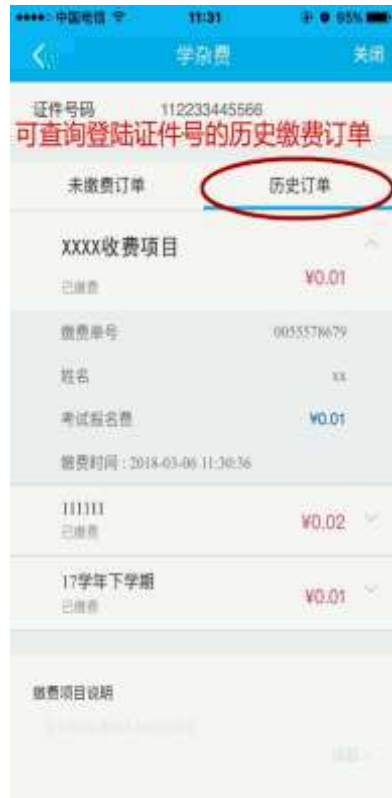 中国电信 11:31 95%
学杂费 关闭
证件号码 112233445566
可查询登陆证件号的历史缴费订单
未缴费订单 历史订单
XXXX收费项目
¥0.01
已缴费
缴费单号 0055578679
姓名 xx
考试报名费 ¥0.01
缴费时间：2018-03-06 11:30:36
111111
¥0.02
已缴费
17学年下学期
¥0.01
已缴费
缴费项目说明